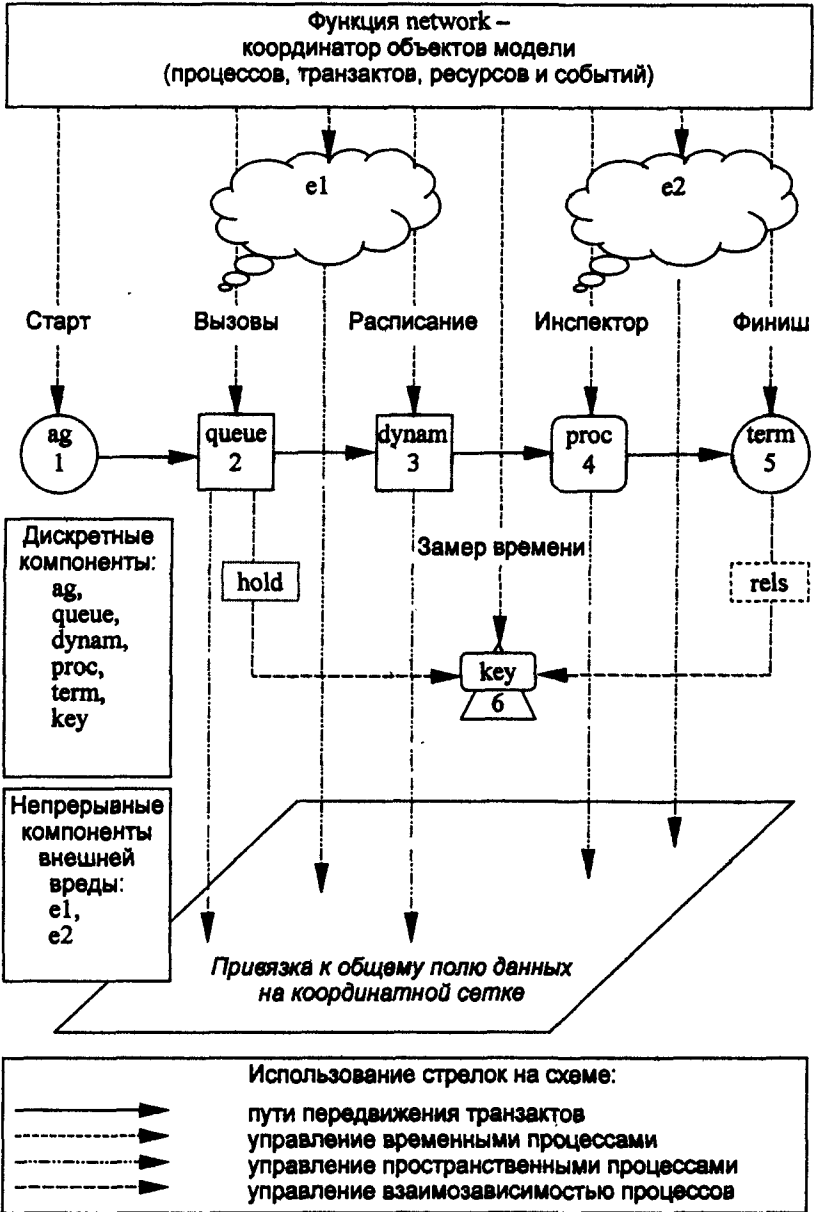 Функция network –
координатор объектов модели
(процессов, транзактов, ресурсов и событий)
e1
e2
Старт
Вызовы
Расписание
Инспектор
Финиш
ag
1
queue
2
dynam
3
proc
4
term
5
Дискретные
компоненты:
ag,
queue,
dynam,
proc,
term,
key
hold
Замер времени
rels
key
6
Непрерывные
компоненты
внешней
вреды:
e1,
e2
Привязка к общему полю данных
на координатной сетке
Использование стрелок на схеме:
пути передвижения транзактов
управление временными процессами
управление пространственными процессами
управление взаимозависимостью процессов